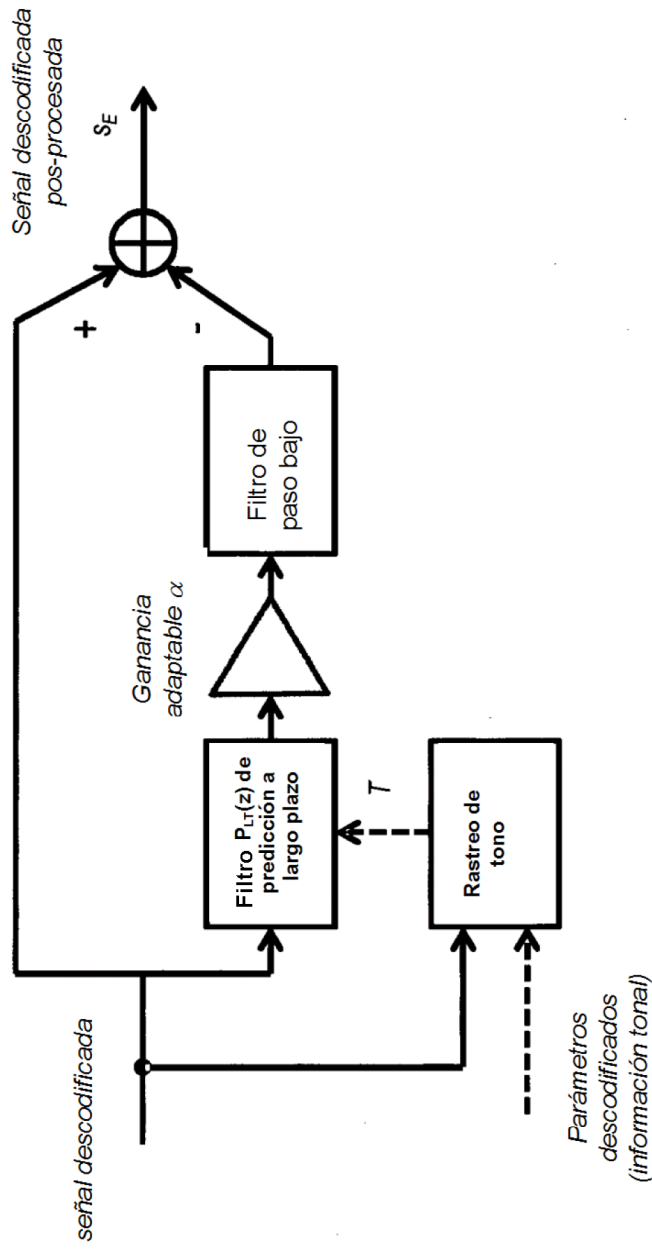 señal descodificada
Parámetros
descodificados
(información tonal)
Filtro P_LT(z) de
predicción a
largo plazo
T
Rastreo de
tono
Ganancia
adaptable α
Filtro de
paso bajo
+
-
Señal descodificada
pos-procesada
s_E